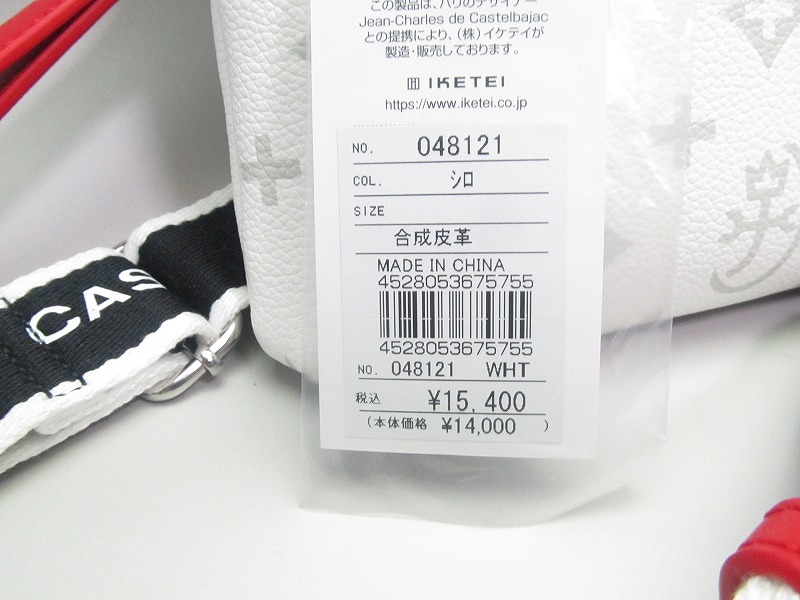 この製品は、パリのデザイナー
Jean-Charles de Castelbajac
との提携により、(株)イケテイが
製造・販売しております。
IKETEI
https://www.iketei.co.jp
NO. 048121
COL. シロ
SIZE
合成皮革
MADE IN CHINA
4528053675755
4528053675755
NO. 048121 WHT
税込 ¥15,400
(本体価格 ¥14,000 )
CAS